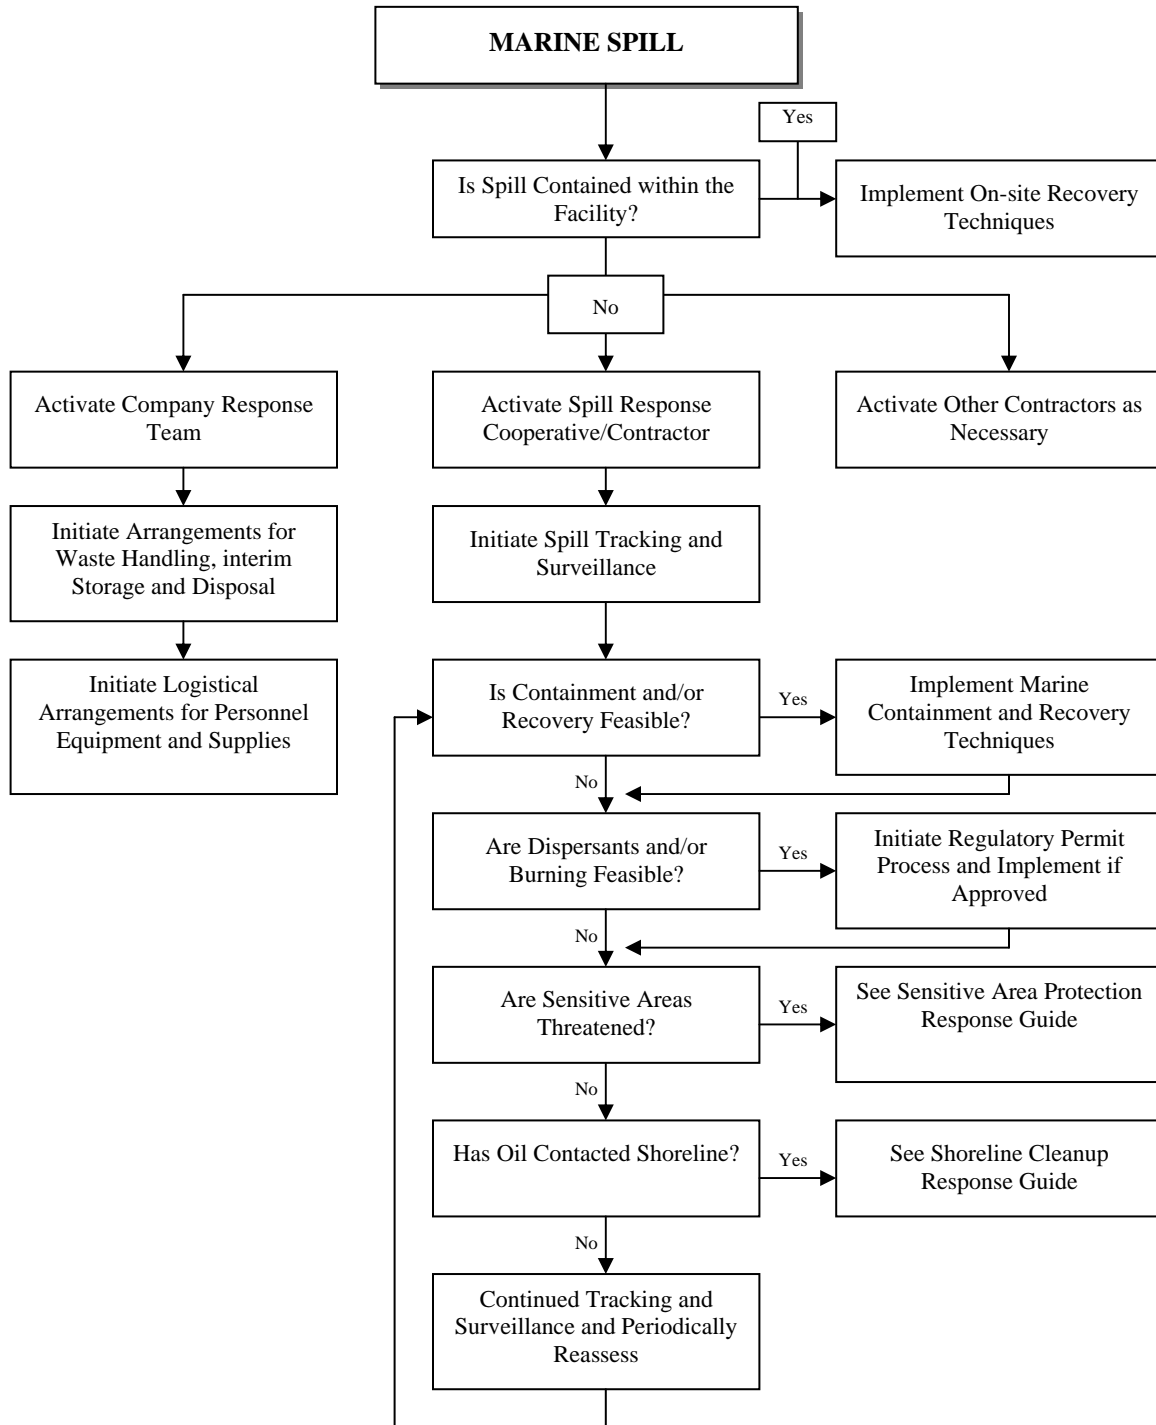 MARINE SPILL
Yes
Is Spill Contained within the
Facility?
Implement On-site Recovery
Techniques
No
Activate Company Response
Team
Activate Spill Response
Cooperative/Contractor
Activate Other Contractors as
Necessary
Initiate Arrangements for
Waste Handling, interim
Storage and Disposal
Initiate Spill Tracking and
Surveillance
Initiate Logistical
Arrangements for Personnel
Equipment and Supplies
Is Containment and/or
Recovery Feasible?
Yes
Implement Marine
Containment and Recovery
Techniques
No
Are Dispersants and/or
Burning Feasible?
Yes
Initiate Regulatory Permit
Process and Implement if
Approved
No
Are Sensitive Areas
Threatened?
Yes
See Sensitive Area Protection
Response Guide
No
Has Oil Contacted Shoreline?
Yes
See Shoreline Cleanup
Response Guide
No
Continued Tracking and
Surveillance and Periodically
Reassess